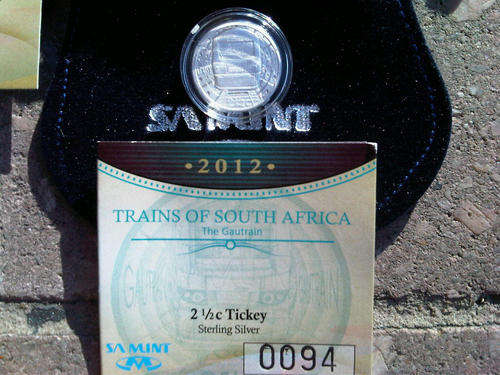 SA MINT
•2012•
TRAINS OF SOUTH AFRICA
The Gautrain
2 ½c Tickey
Sterling Silver
SA MINT
0094